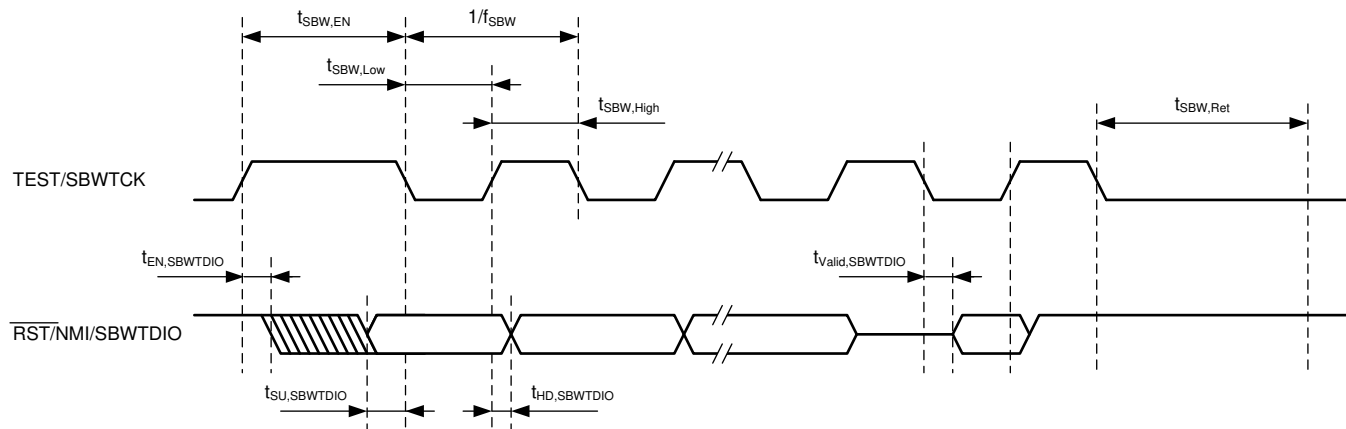 tSBW,EN
1/fSBW
tSBW,Low
tSBW,High
tSBW,Ret
TEST/SBWTCK
tEN,SBWTDIO
tValid,SBWTDIO
RST/NMI/SBWTDIO
tSU,SBWTDIO
tHD,SBWTDIO